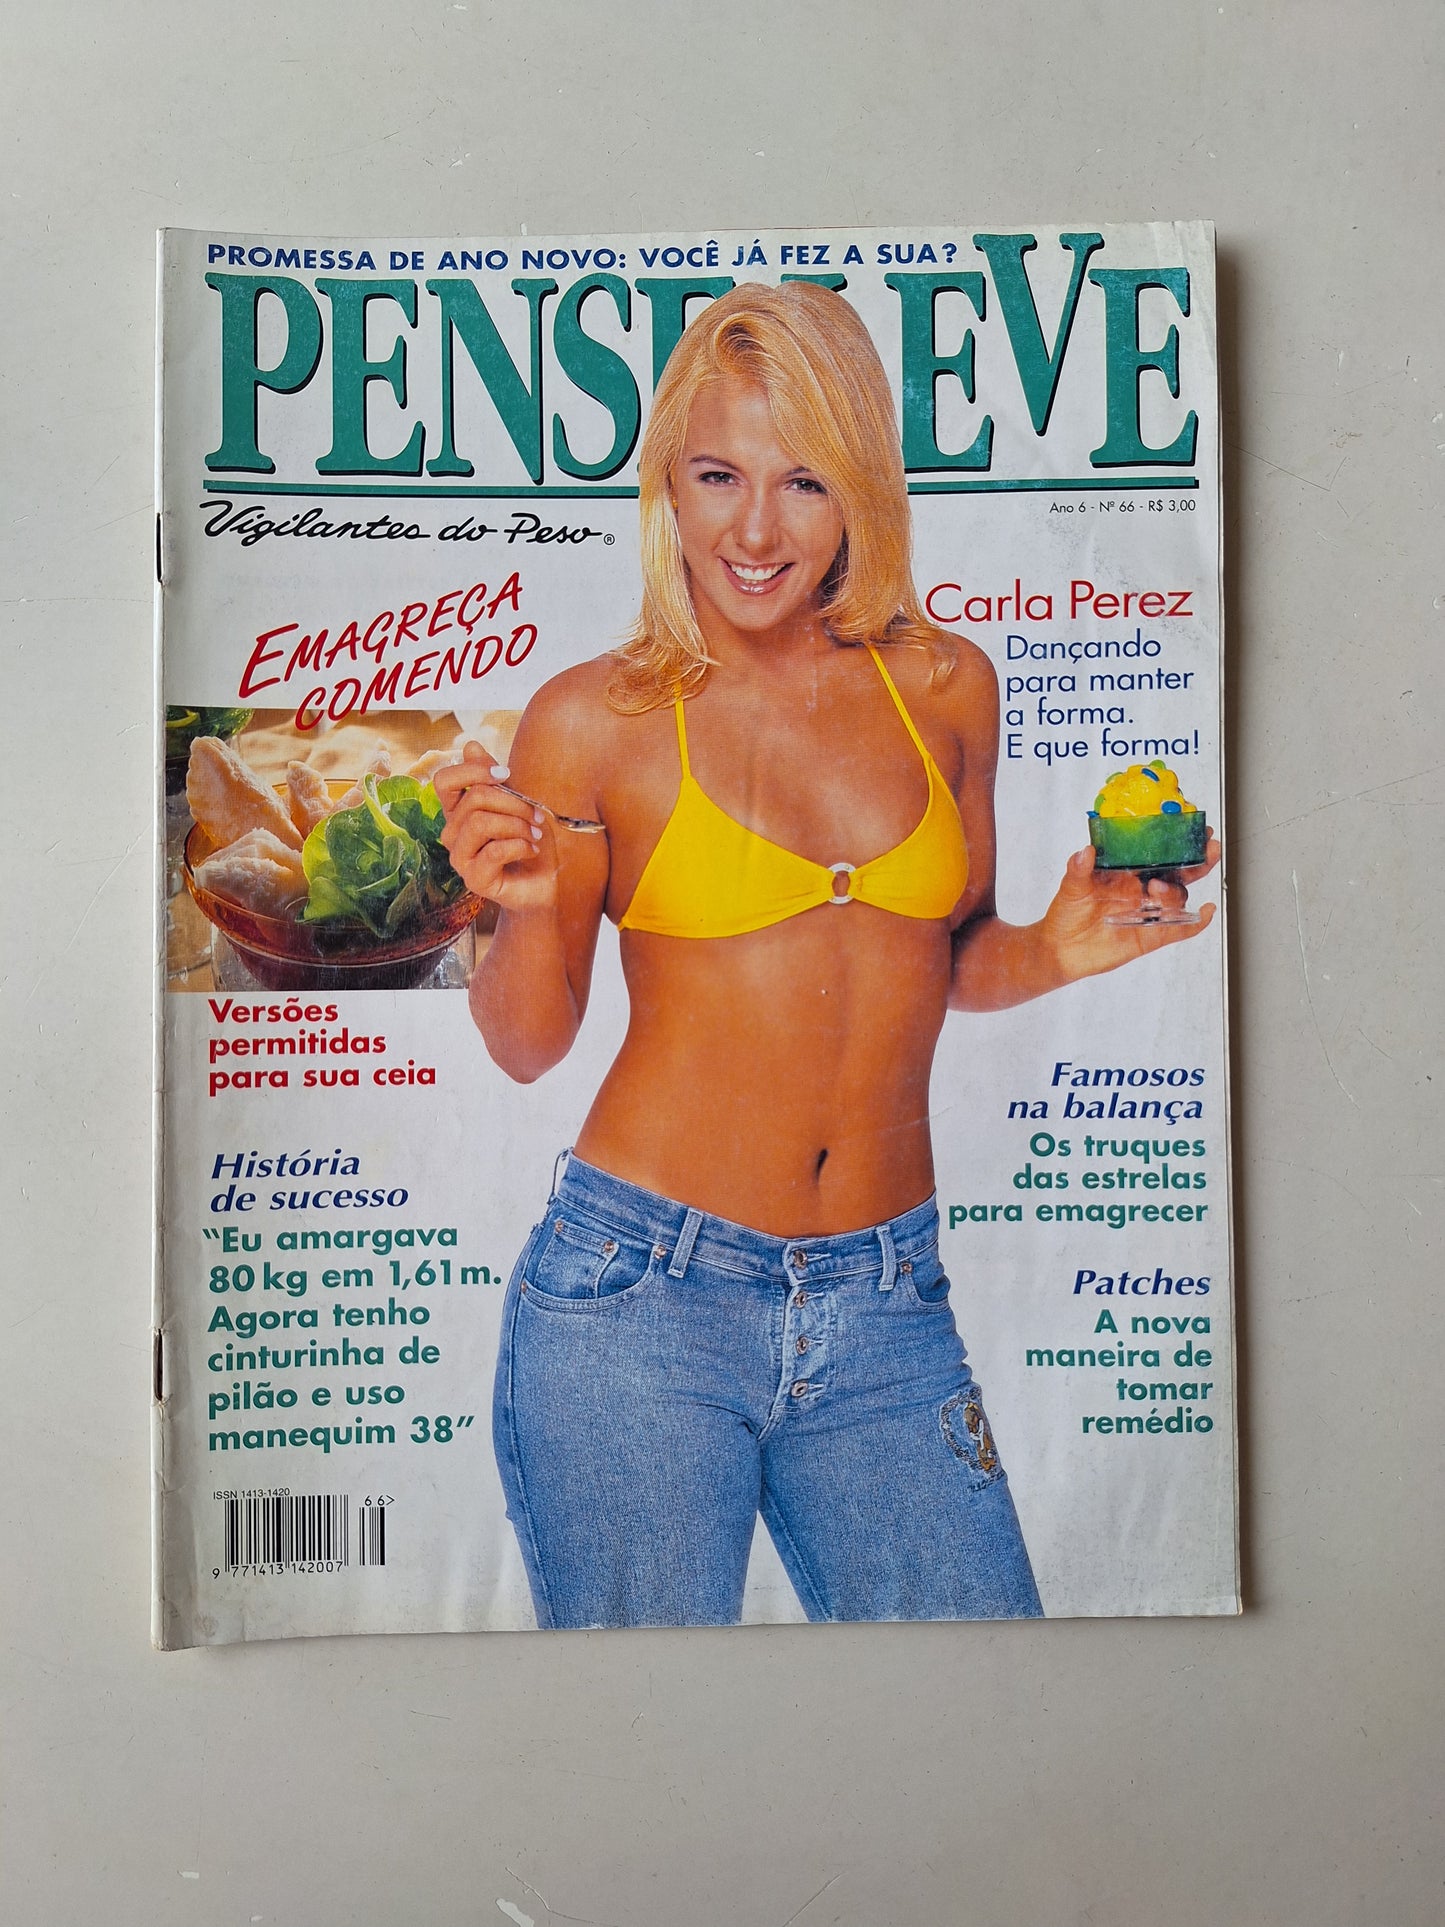 PROMESSA DE ANO NOVO: VOCÊ JÁ FEZ A SUA?
PENSE LEVE
Vigilantes do Peso®
Ano 6 - Nº 66 - R$ 3,00
EMAGREÇA
COMENDO
Versões
permitidas
para sua ceia
História
de sucesso
"Eu amargava
80 kg em 1,61 m.
Agora tenho
cinturinha de
pilão e uso
manequim 38"
ISSN 1413-1420
66>
9 771413 142007
Carla Perez
Dançando
para manter
a forma.
E que forma!
Famosos
na balança
Os truques
das estrelas
para emagrecer
Patches
A nova
maneira de
tomar
remédio